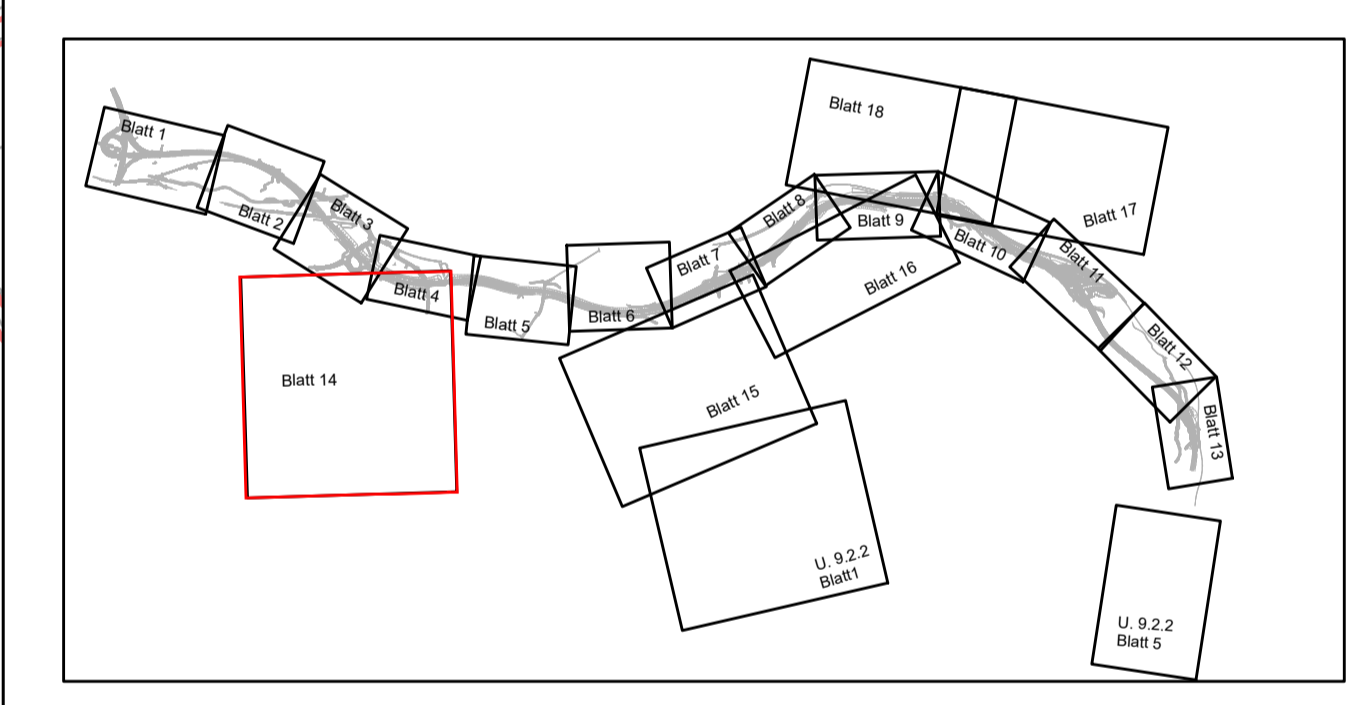 Blatt 1
Blatt 2
Blatt 3
Blatt 4
Blatt 5
Blatt 6
Blatt 7
Blatt 8
Blatt 9
Blatt 10
Blatt 11
Blatt 12
Blatt 13
Blatt 14
Blatt 15
Blatt 16
Blatt 17
Blatt 18
U. 9.2.2
Blatt1
U. 9.2.2
Blatt 5